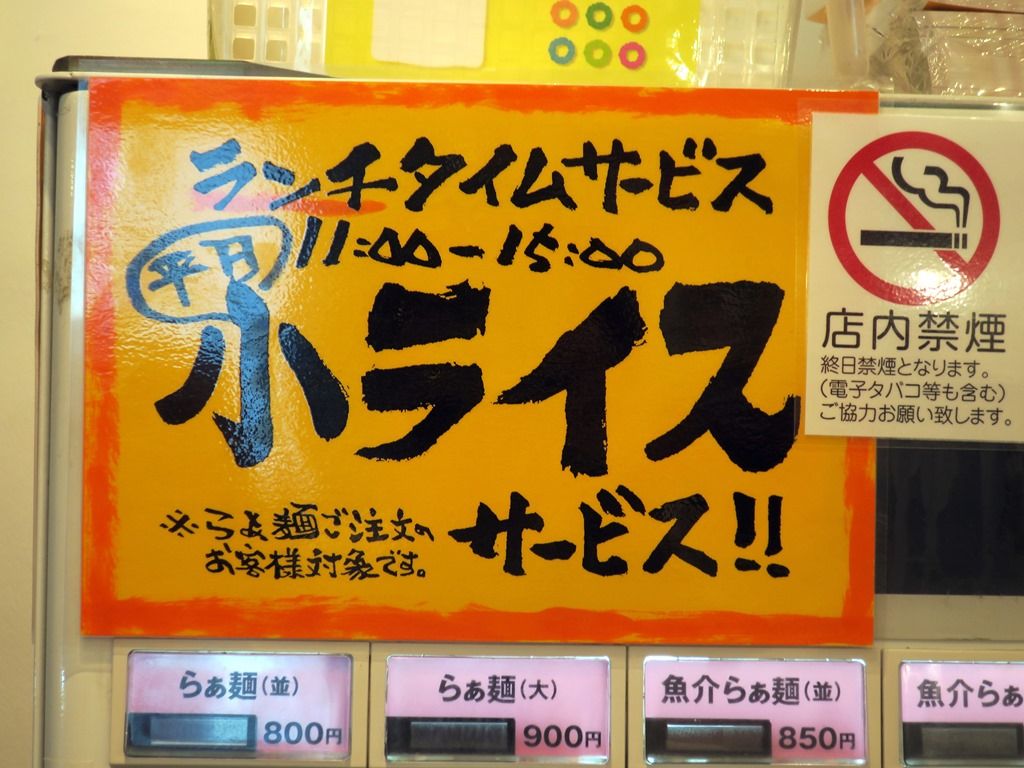 ランチタイムサービス
平日 11:00-15:00
小ライス
サービス!!
※らぁ麺ご注文の
お客様対象です。
店内禁煙
終日禁煙となります。
(電子タバコ等も含む)
ご協力お願い致します。
らぁ麺(並)
800円
らぁ麺(大)
900円
魚介らぁ麺(並)
850円
魚介らぁ